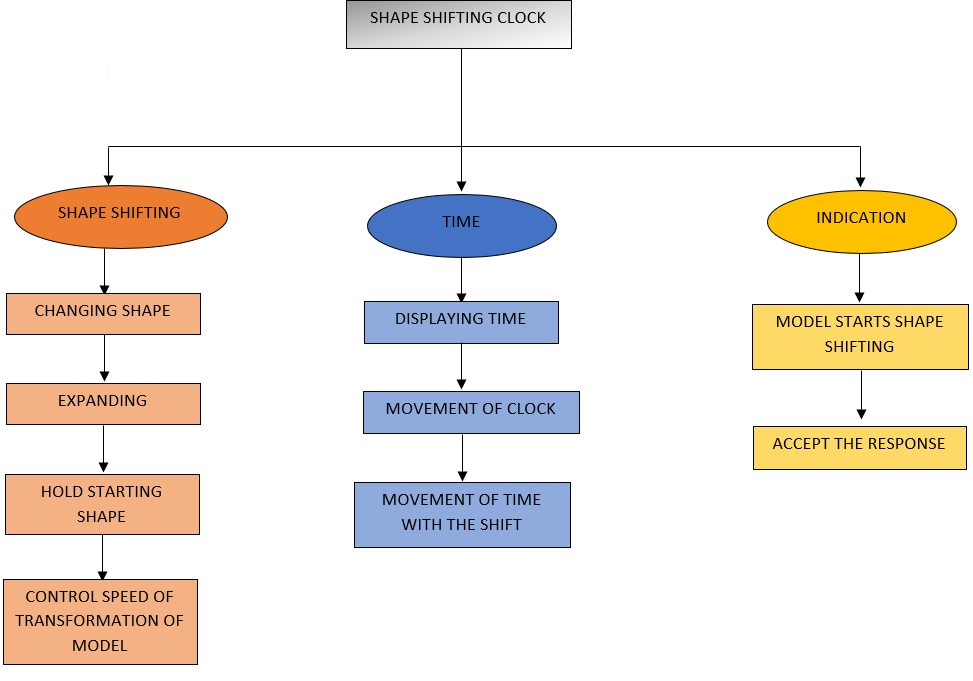 SHAPE SHIFTING CLOCK
SHAPE SHIFTING
CHANGING SHAPE
EXPANDING
HOLD STARTING
SHAPE
CONTROL SPEED OF
TRANSFORMATION OF
MODEL
TIME
DISPLAYING TIME
MOVEMENT OF CLOCK
MOVEMENT OF TIME
WITH THE SHIFT
INDICATION
MODEL STARTS SHAPE
SHIFTING
ACCEPT THE RESPONSE